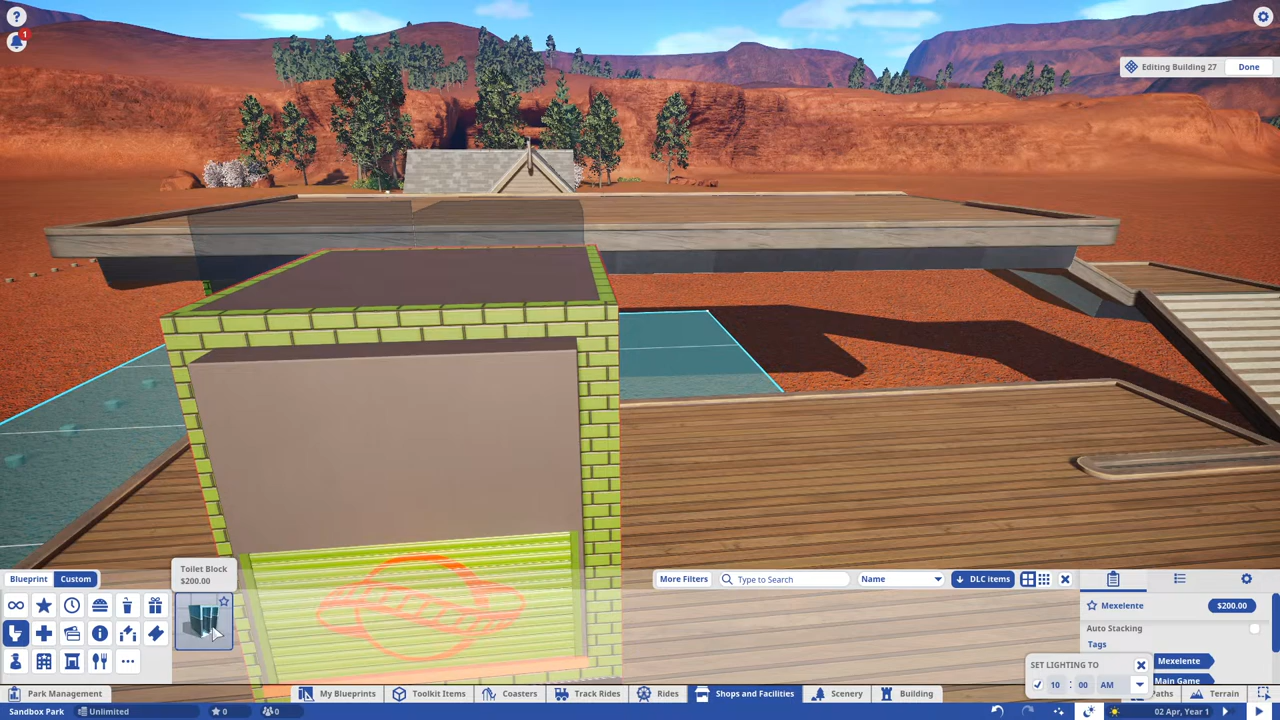 ?
1
Editing Building 27
Done
Toilet Block
$200.00
Blueprint
Custom
More Filters
Type to Search
Name
DLC items
Mexelente
$200.00
Auto Stacking
Tags
SET LIGHTING TO
Mexelente
10 : 00 AM
Main Game
Park Management
My Blueprints
Toolkit Items
Coasters
Track Rides
Rides
Shops and Facilities
Scenery
Building
Paths
Terrain
Sandbox Park
Unlimited
0
0
02 Apr, Year 1